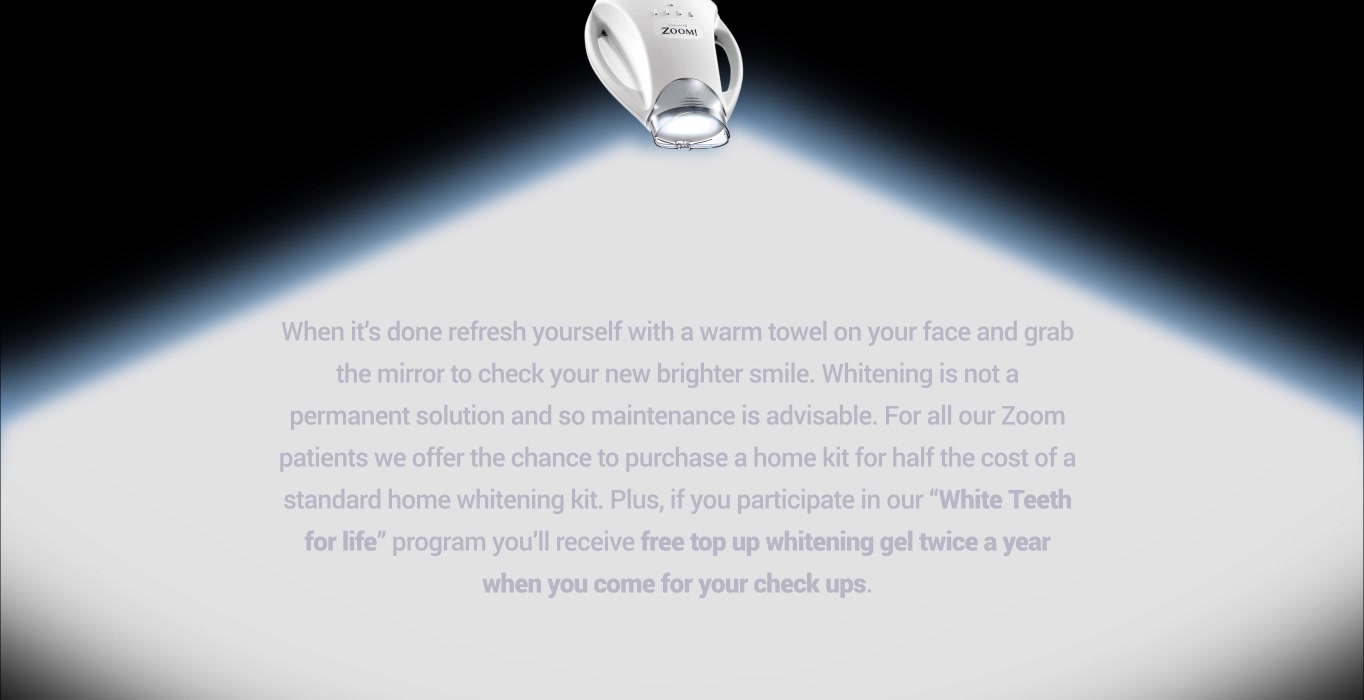 ZOOM!
When it's done refresh yourself with a warm towel on your face and grab
the mirror to check your new brighter smile. Whitening is not a
permanent solution and so maintenance is advisable. For all our Zoom
patients we offer the chance to purchase a home kit for half the cost of a
standard home whitening kit. Plus, if you participate in our “White Teeth
for life” program you’ll receive free top up whitening gel twice a year
when you come for your check ups.